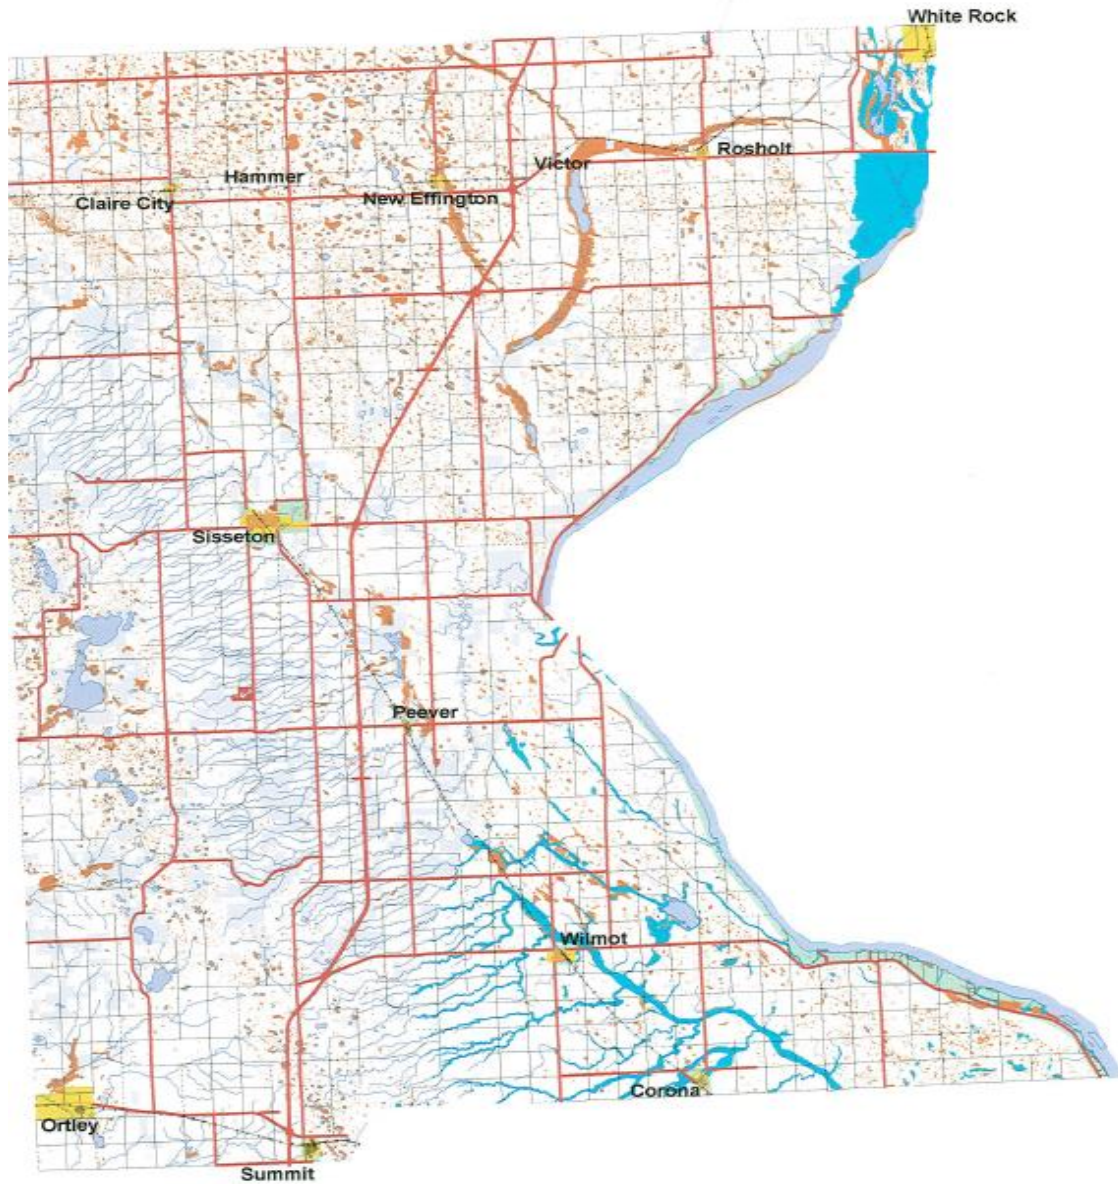 White Rock
Rosholt
Victor
Hammer
New Effington
Claire City
Sisseton
Peever
Wilmot
Corona
Ortley
Summit